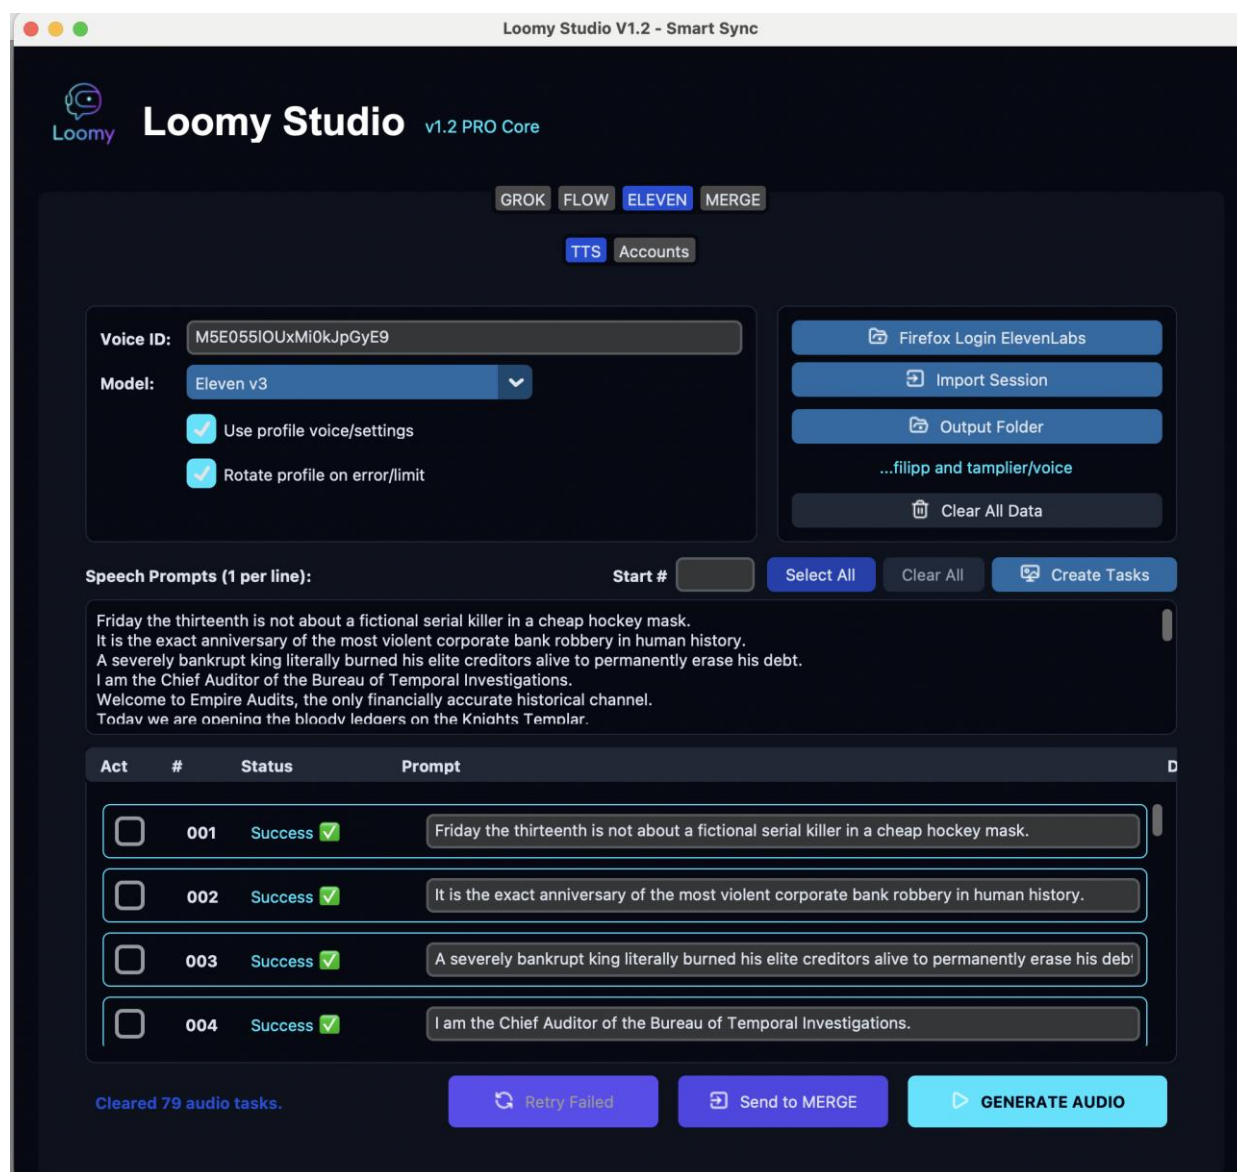 Loomy Studio V1.2 - Smart Sync
Loomy
Loomy Studio v1.2 PRO Core
GROK FLOW ELEVEN MERGE
TTS Accounts
Voice ID: M5E055IOUxMi0kJpGyE9
Model: Eleven v3
Use profile voice/settings
Rotate profile on error/limit
Firefox Login ElevenLabs
Import Session
Output Folder
...filipp and tamplier/voice
Clear All Data
Speech Prompts (1 per line): Start # Select All Clear All Create Tasks
Friday the thirteenth is not about a fictional serial killer in a cheap hockey mask.
It is the exact anniversary of the most violent corporate bank robbery in human history.
A severely bankrupt king literally burned his elite creditors alive to permanently erase his debt.
I am the Chief Auditor of the Bureau of Temporal Investigations.
Welcome to Empire Audits, the only financially accurate historical channel.
Today we are opening the bloody ledgers on the Knights Templar.
Act # Status Prompt D
001 Success ✅ Friday the thirteenth is not about a fictional serial killer in a cheap hockey mask.
002 Success ✅ It is the exact anniversary of the most violent corporate bank robbery in human history.
003 Success ✅ A severely bankrupt king literally burned his elite creditors alive to permanently erase his debt
004 Success ✅ I am the Chief Auditor of the Bureau of Temporal Investigations.
Cleared 79 audio tasks. Retry Failed Send to MERGE GENERATE AUDIO